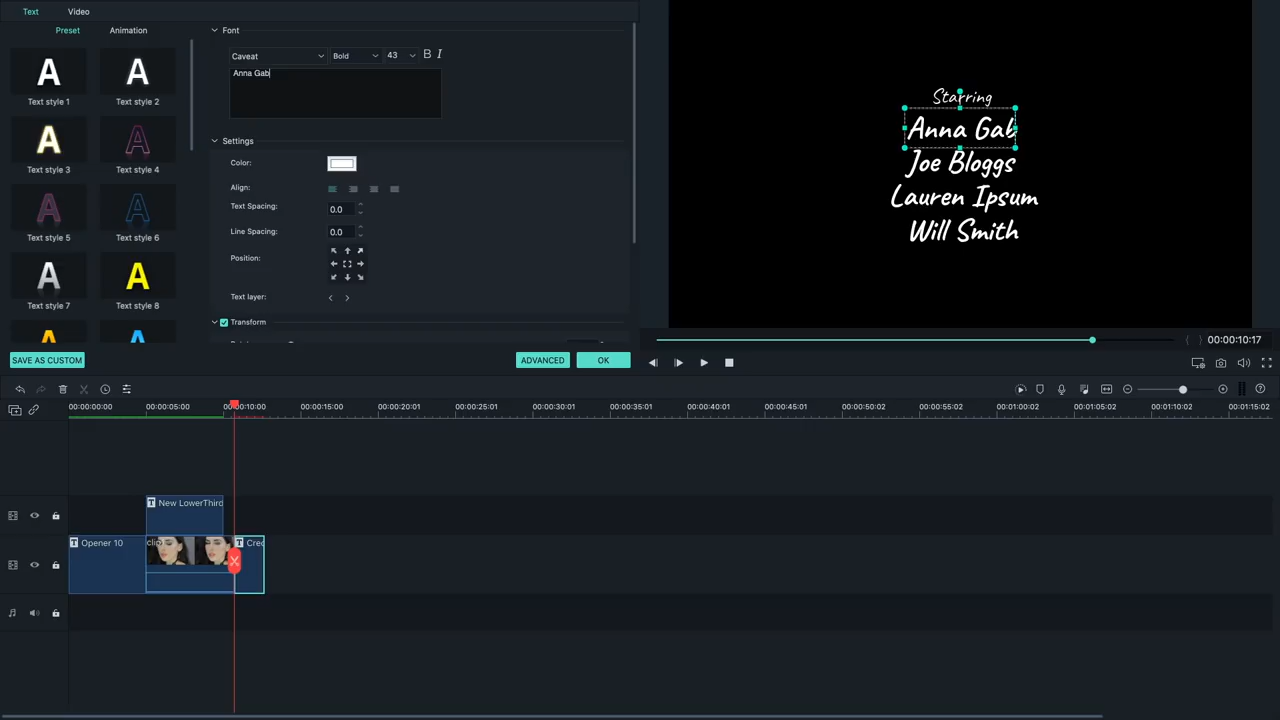 Text Video
Preset Animation
Font
Caveat Bold 43 B I
Anna Gab
A A
Text style 1 Text style 2
A A
Text style 3 Text style 4
A A
Text style 5 Text style 6
A A
Text style 7 Text style 8
Settings
Color:
Align:
Text Spacing: 0.0
Line Spacing: 0.0
Position:
Text layer:
Transform
SAVE AS CUSTOM ADVANCED OK
Starring
Anna Gab
Joe Bloggs
Lauren Ipsum
Will Smith
00:00:10:17
00:00:00:00 00:00:05:00 00:00:10:00 00:00:15:00 00:00:20:01 00:00:25:01 00:00:30:01 00:00:35:01 00:00:40:01 00:00:45:01 00:00:50:02 00:00:55:02 00:01:00:02 00:01:05:02 00:01:10:02 00:01:15:02
T New LowerThird
T Opener 10 clip T Cred